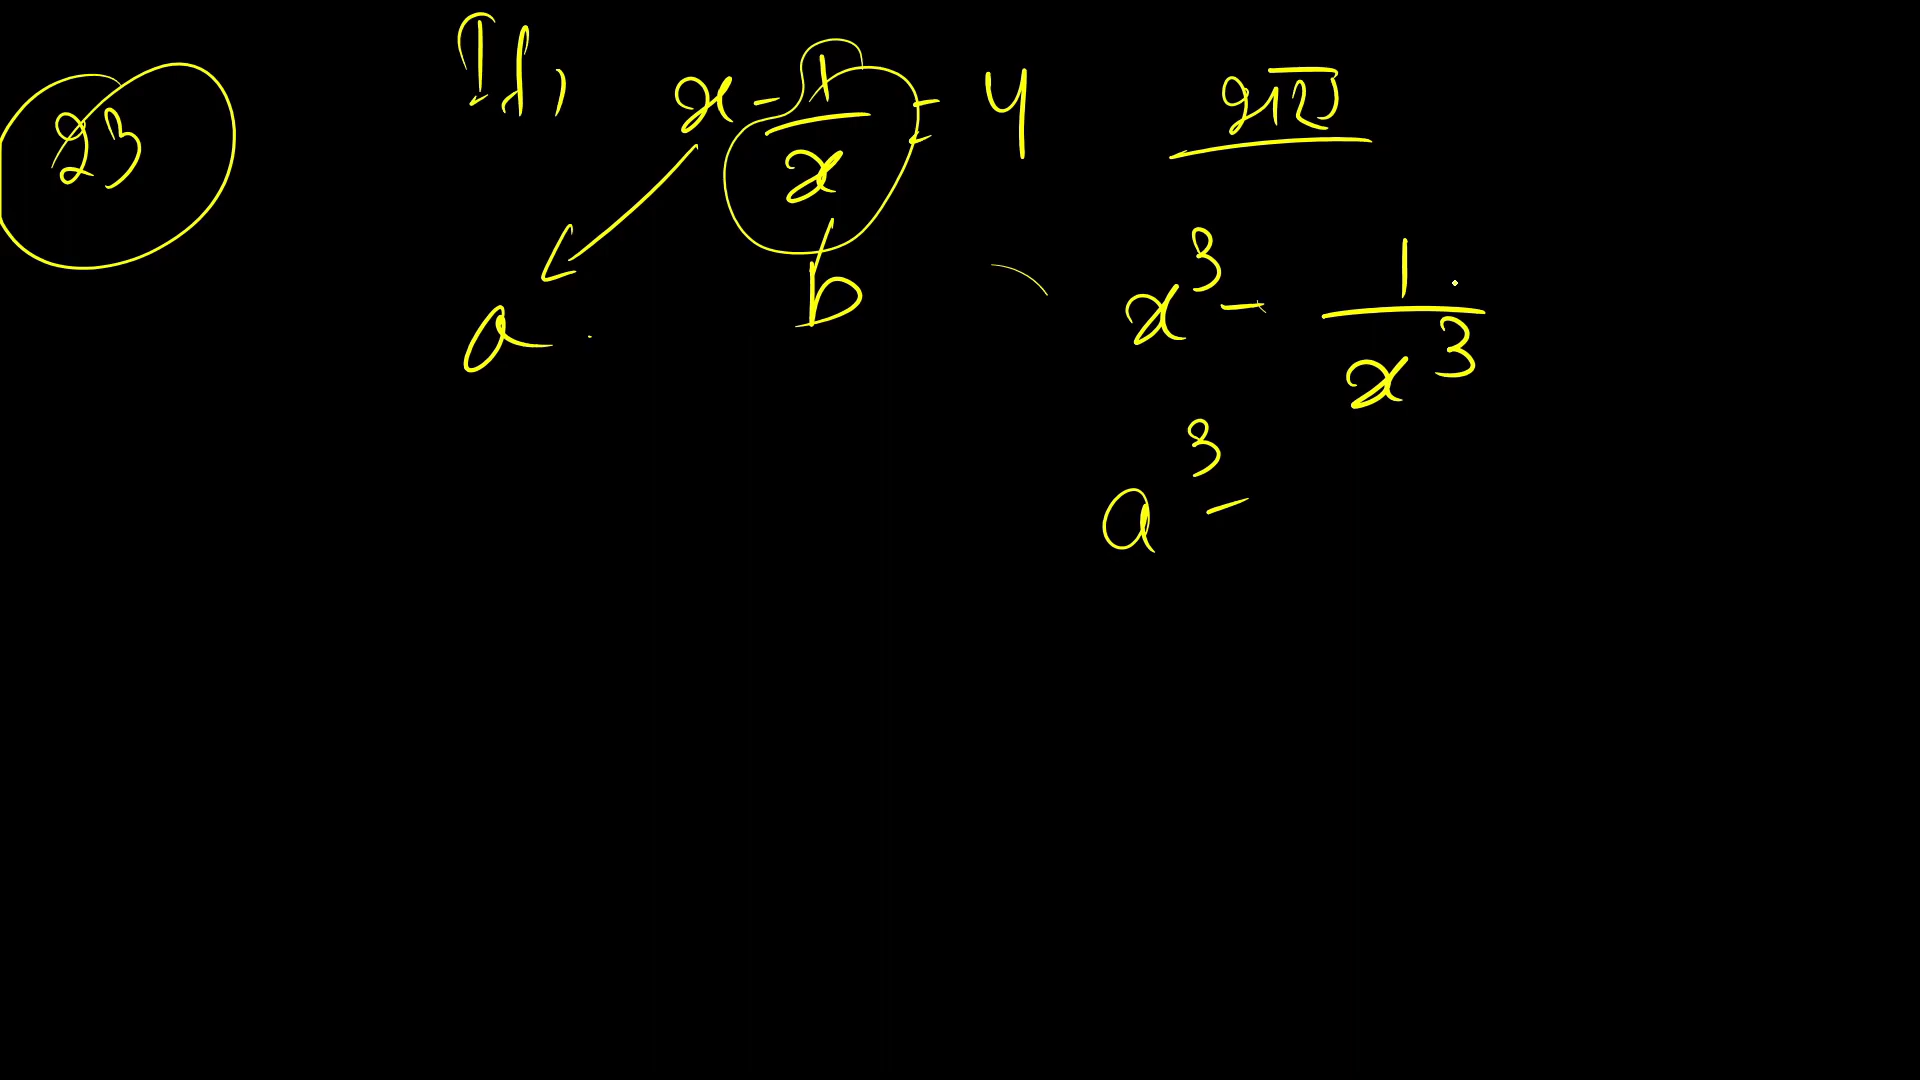 23
If, x - 1/x = 4
a b
x³ - 1/x³
a³ -